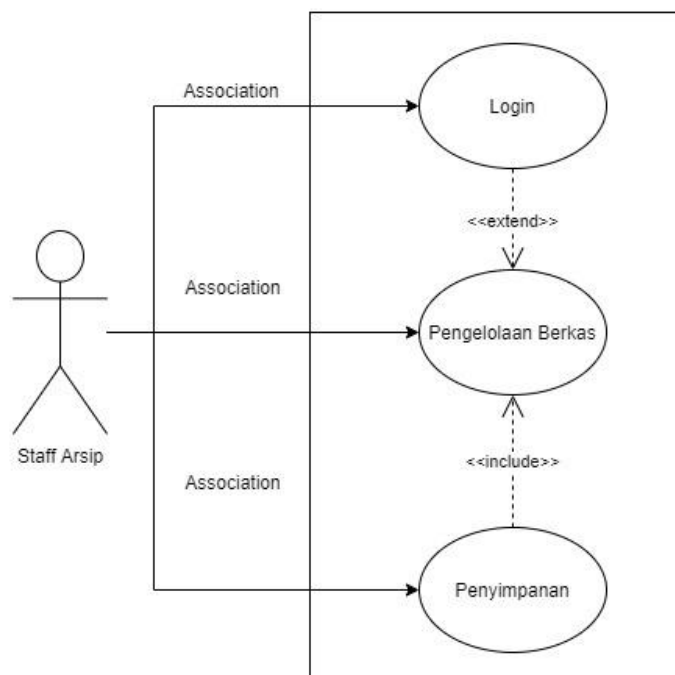 Association
Login
<<extend>>
Association
Pengelolaan Berkas
Staff Arsip
<<include>>
Association
Penyimpanan